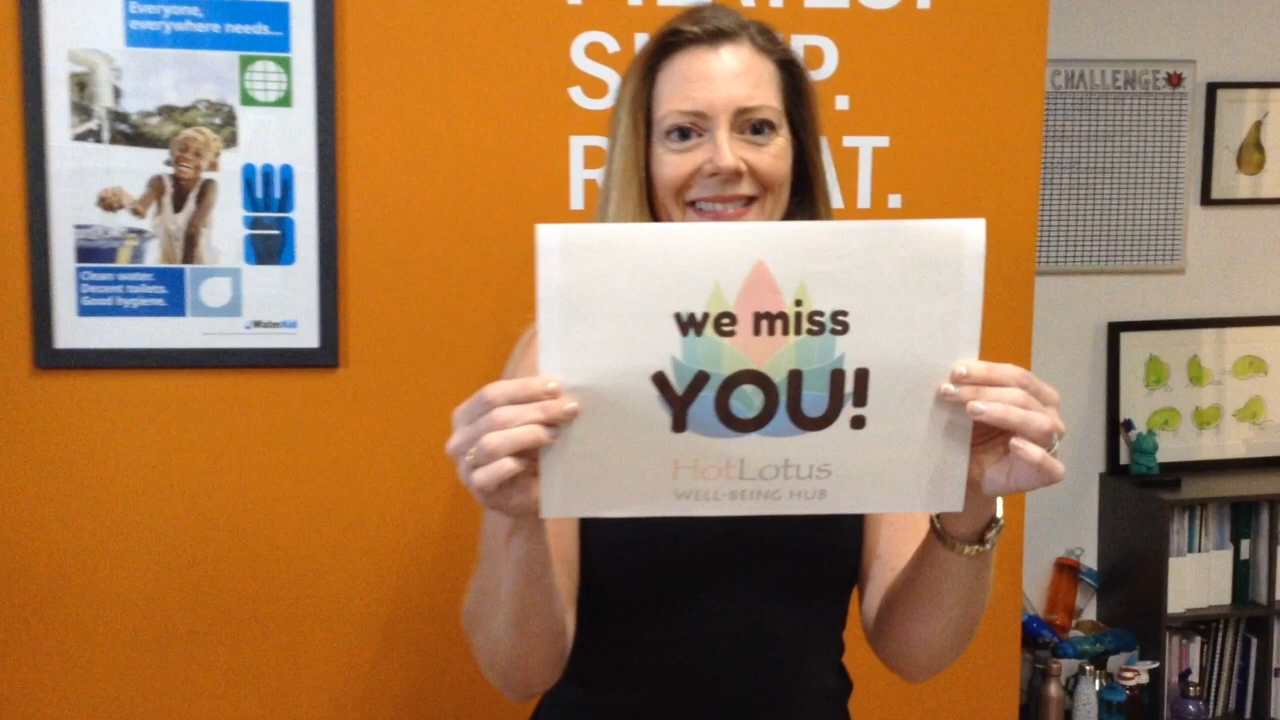 Everyone,
everywhere needs...
Clean water.
Decent toilets.
Good hygiene.
WaterAid
CHALLENGE
we miss
YOU!
HotLotus
WELL-BEING HUB